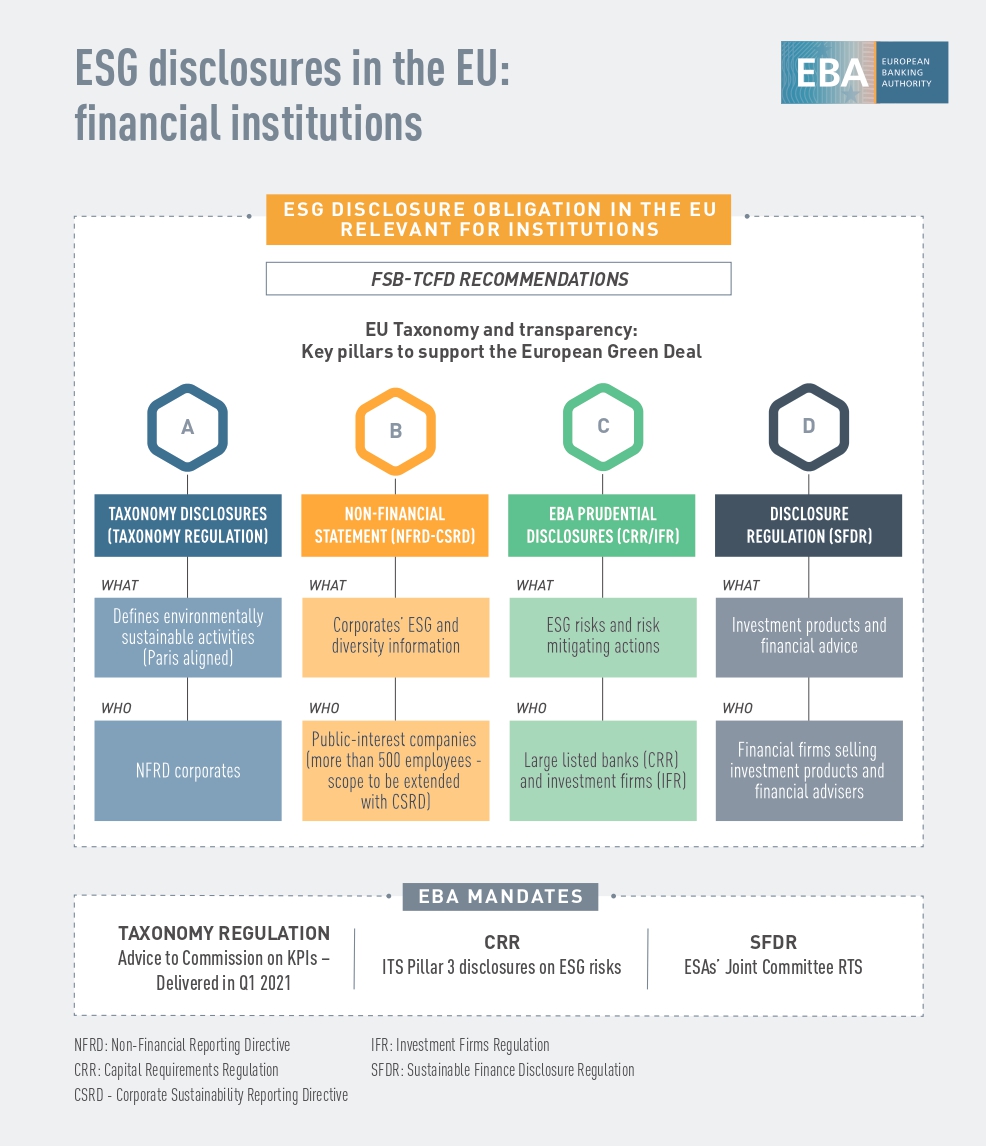 ESG disclosures in the EU:
financial institutions
EBA
EUROPEAN
BANKING
AUTHORITY
ESG DISCLOSURE OBLIGATION IN THE EU
RELEVANT FOR INSTITUTIONS
FSB-TCFD RECOMMENDATIONS
EU Taxonomy and transparency:
Key pillars to support the European Green Deal
A
TAXONOMY DISCLOSURES
(TAXONOMY REGULATION)
WHAT
Defines environmentally
sustainable activities
(Paris aligned)
WHO
NFRD corporates
B
NON-FINANCIAL
STATEMENT (NFRD-CSRD)
WHAT
Corporates’ ESG and
diversity information
WHO
Public-interest companies
(more than 500 employees -
scope to be extended
with CSRD)
C
EBA PRUDENTIAL
DISCLOSURES (CRR/IFR)
WHAT
ESG risks and risk
mitigating actions
WHO
Large listed banks (CRR)
and investment firms (IFR)
D
DISCLOSURE
REGULATION (SFDR)
WHAT
Investment products and
financial advice
WHO
Financial firms selling
investment products and
financial advisers
EBA MANDATES
TAXONOMY REGULATION
Advice to Commission on KPIs –
Delivered in Q1 2021
CRR
ITS Pillar 3 disclosures on ESG risks
SFDR
ESAs’ Joint Committee RTS
NFRD: Non-Financial Reporting Directive
CRR: Capital Requirements Regulation
CSRD - Corporate Sustainability Reporting Directive
IFR: Investment Firms Regulation
SFDR: Sustainable Finance Disclosure Regulation